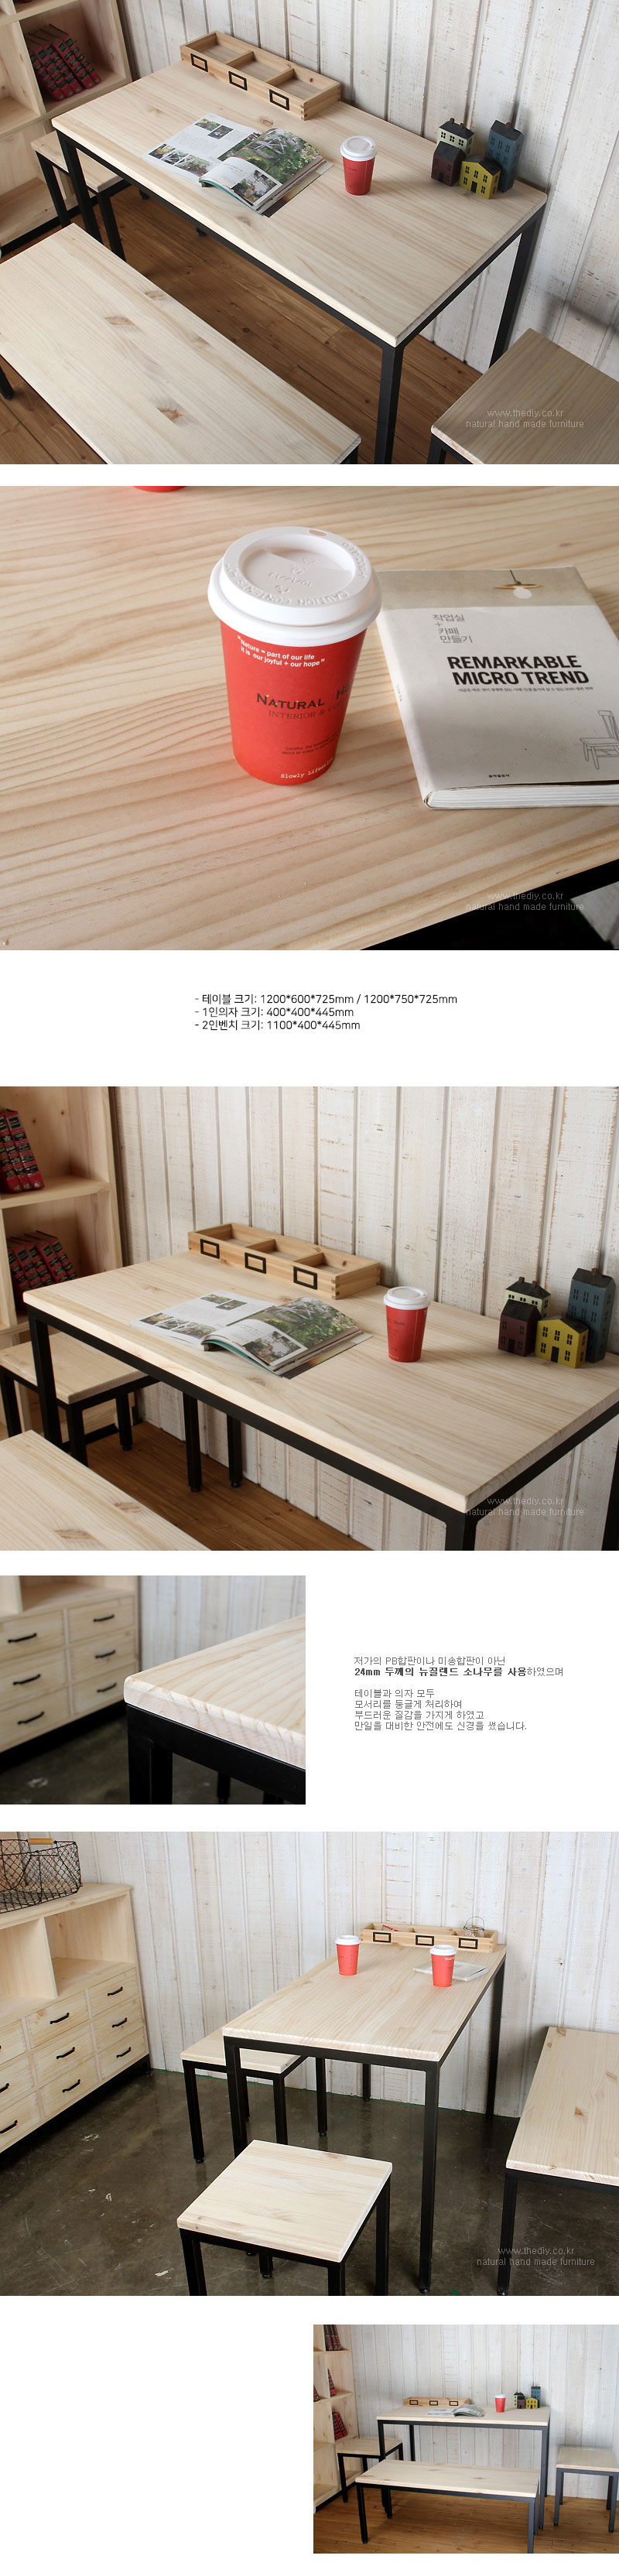 www.thediy.co.kr
natural hand made furniture
"Nature = part of our life
it is our joyful + our hope"
NATURAL
INTERIOR &
Slowly
작업실
+
카페
만들기
REMARKABLE
MICRO TREND
www.thediy.co.kr
natural hand made furniture
- 테이블 크기: 1200*600*725mm / 1200*750*725mm
- 1인의자 크기: 400*400*445mm
- 2인벤치 크기: 1100*400*445mm
www.thediy.co.kr
natural hand made furniture
저가의 PB합판이나 미송합판이 아닌
24mm 두께의 뉴질랜드 소나무를 사용하였으며
테이블과 의자 모두
모서리를 둥글게 처리하여
부드러운 질감을 가지게 하였고
만일을 대비한 안전에도 신경을 썼습니다.
www.thediy.co.kr
natural hand made furniture